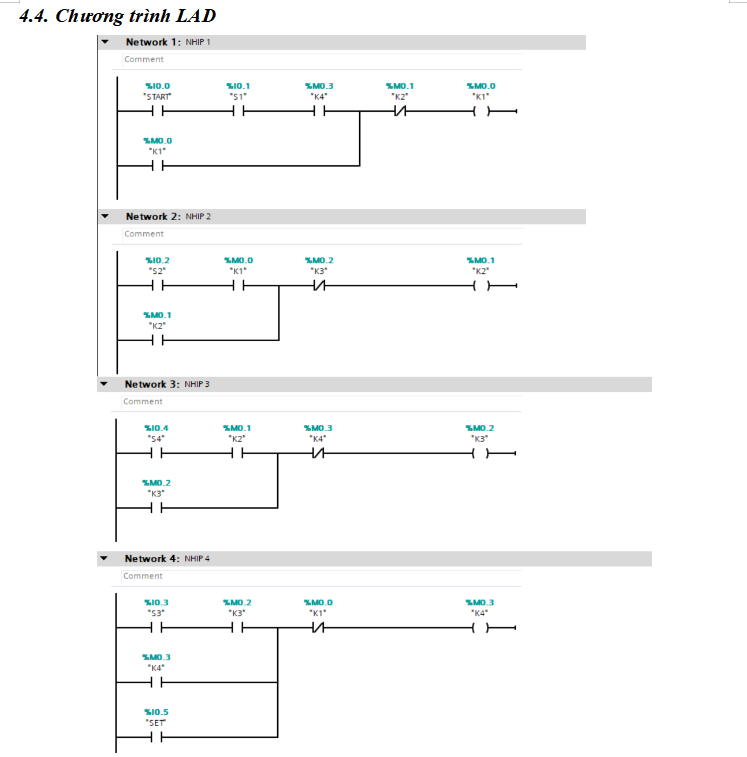 4.4. Chương trình LAD
Network 1: NHIP 1
Comment
%I0.0 %I0.1 %M0.3 %M0.1 %M0.0
"START" "S1" "K4" "K2" "K1"
%M0.0
"K1"
Network 2: NHIP 2
Comment
%I0.2 %M0.0 %M0.2 %M0.1
"S2" "K1" "K3" "K2"
%M0.1
"K2"
Network 3: NHIP 3
Comment
%I0.4 %M0.1 %M0.3 %M0.2
"S4" "K2" "K4" "K3"
%M0.2
"K3"
Network 4: NHIP 4
Comment
%I0.3 %M0.2 %M0.0 %M0.3
"S3" "K3" "K1" "K4"
%M0.3
"K4"
%I0.5
"SET"